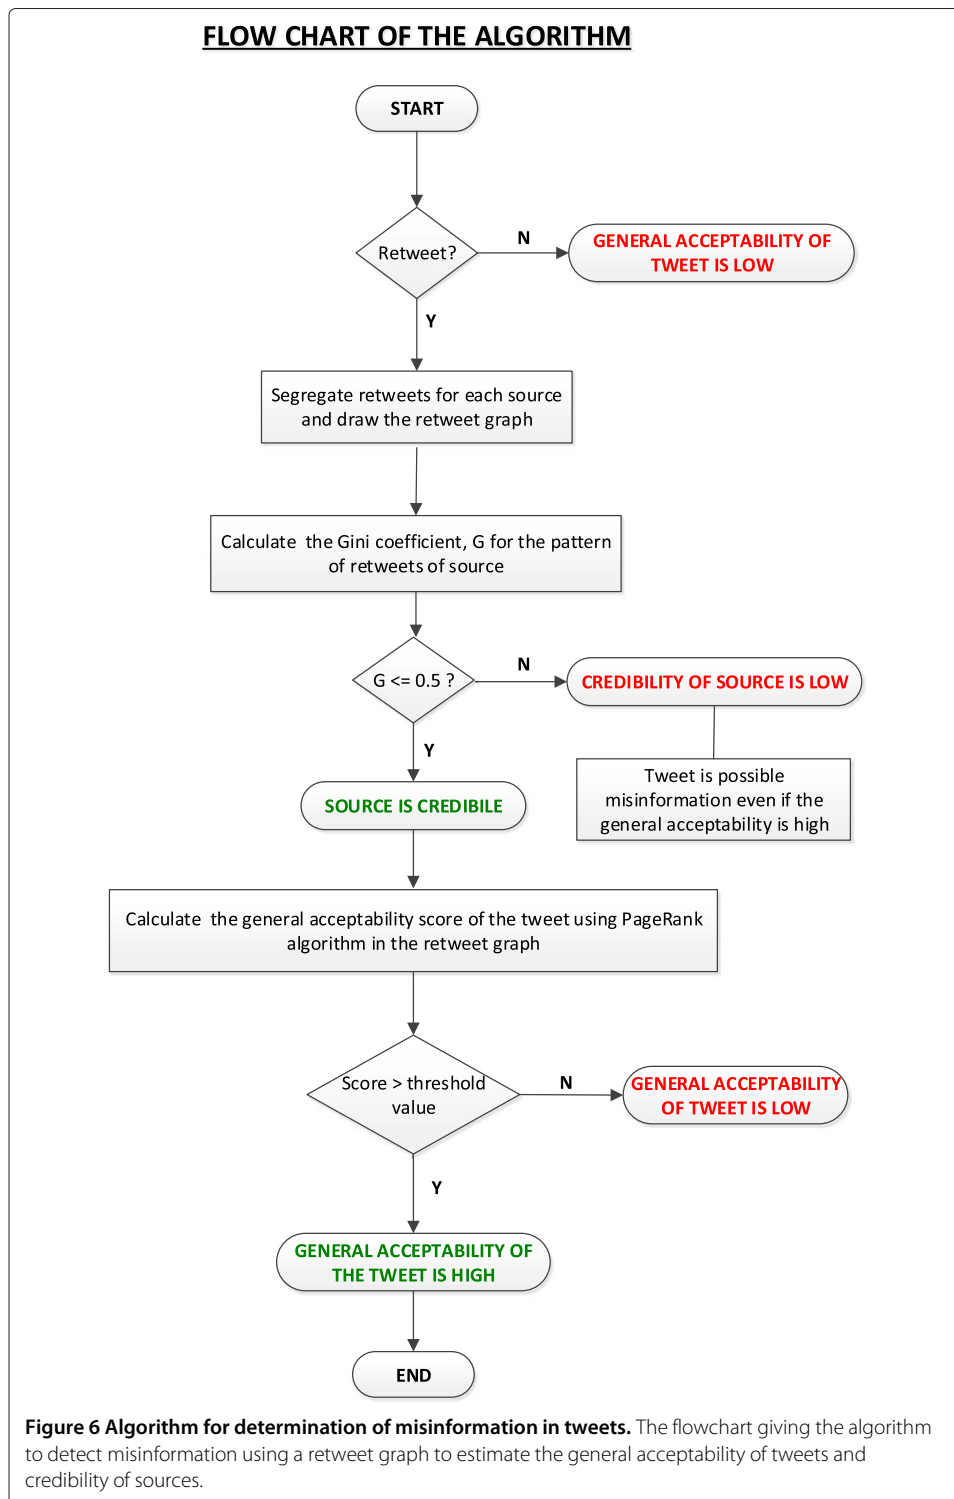 FLOW CHART OF THE ALGORITHM
START
Retweet?
N
GENERAL ACCEPTABILITY OF
TWEET IS LOW
Y
Segregate retweets for each source
and draw the retweet graph
Calculate the Gini coefficient, G for the pattern
of retweets of source
G <= 0.5 ?
N
CREDIBILITY OF SOURCE IS LOW
Y
Tweet is possible
misinformation even if the
general acceptability is high
SOURCE IS CREDIBILE
Calculate the general acceptability score of the tweet using PageRank
algorithm in the retweet graph
Score > threshold
value
N
GENERAL ACCEPTABILITY
OF TWEET IS LOW
Y
GENERAL ACCEPTABILITY OF
THE TWEET IS HIGH
END
Figure 6 Algorithm for determination of misinformation in tweets. The flowchart giving the algorithm
to detect misinformation using a retweet graph to estimate the general acceptability of tweets and
credibility of sources.